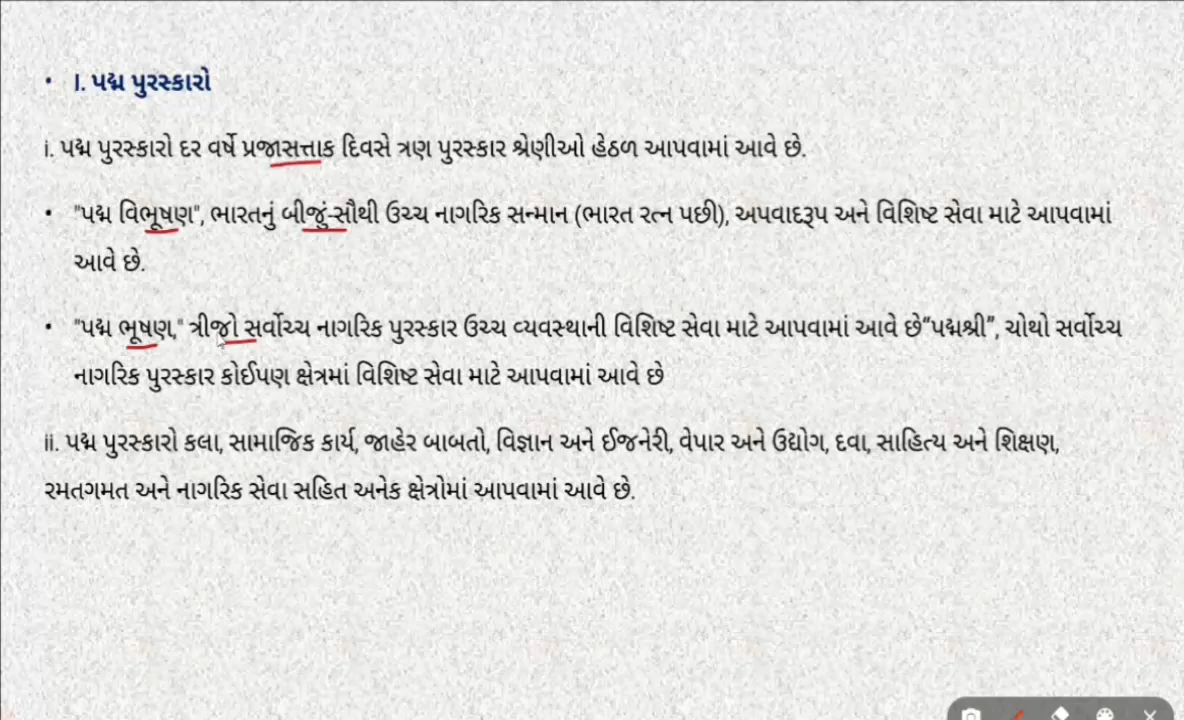 • I. પદ્મ પુરસ્કારો
i. પદ્મ પુરસ્કારો દર વર્ષે પ્રજાસત્તાક દિવસે ત્રણ પુરસ્કાર શ્રેણીઓ હેઠળ આપવામાં આવે છે.
• "પદ્મ વિભૂષણ", ભારતનું બીજું-સૌથી ઉચ્ચ નાગરિક સન્માન (ભારત રત્ન પછી), અપવાદરૂપ અને વિશિષ્ટ સેવા માટે આપવામાં
આવે છે.
• "પદ્મ ભૂષણ," ત્રીજો સર્વોચ્ચ નાગરિક પુરસ્કાર ઉચ્ચ વ્યવસ્થાની વિશિષ્ટ સેવા માટે આપવામાં આવે છે“પદ્મશ્રી”, ચોથો સર્વોચ્ચ
નાગરિક પુરસ્કાર કોઈપણ ક્ષેત્રમાં વિશિષ્ટ સેવા માટે આપવામાં આવે છે
ii. પદ્મ પુરસ્કારો કલા, સામાજિક કાર્ય, જાહેર બાબતો, વિજ્ઞાન અને ઈજનેરી, વેપાર અને ઉદ્યોગ, દવા, સાહિત્ય અને શિક્ષણ,
રમતગમત અને નાગરિક સેવા સહિત અનેક ક્ષેત્રોમાં આપવામાં આવે છે.